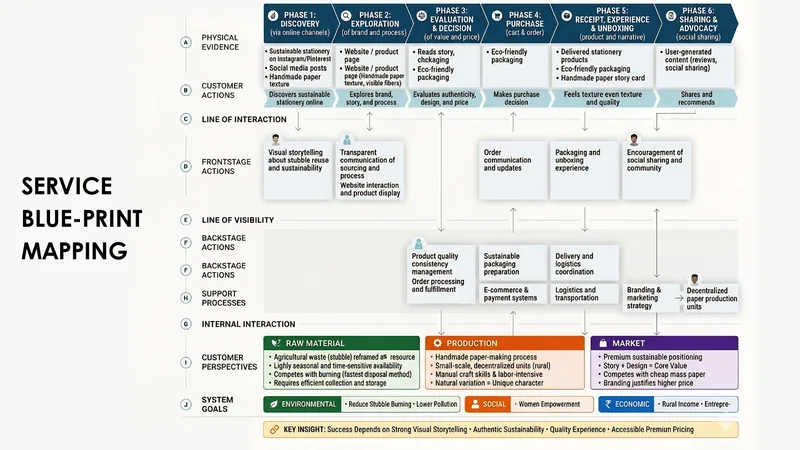 SERVICE
BLUE-PRINT
MAPPING
PHASE 1:
DISCOVERY
(via online channels)
PHASE 2:
EXPLORATION
(of brand and process)
PHASE 3:
EVALUATION &
DECISION
(of value and price)
PHASE 4:
PURCHASE
(cart & order)
PHASE 5:
RECEIPT, EXPERIENCE
& UNBOXING
(product and narrative)
PHASE 6:
SHARING &
ADVOCACY
(social sharing)
A
PHYSICAL
EVIDENCE
• Sustainable stationery
on instagram/Pinterest
• Social media posts
• Handmade paper
texture
• Website / product
page
• Website / product
page (Handmade paper
texture, visible fibers)
• Reads story,
chckaging
• Eco-friendly
packaging
• Eco-friendly
packaging
• Delivered stationery
products
• Eco-friendly packaging
• Handmade paper story card
• User-generated
content (reviews,
social sharing)
B
CUSTOMER
ACTIONS
Discovers sustainable
stationery online
Explores brand,
story, and process
Evaluates authenticity,
design, and price
Makes purchase
decision
Feels texture even texture
and quality
Shares and
recommends
C
LINE OF INTERACTION
D
FRONTSTAGE
ACTIONS
Visual storytelling
about stubble reuse
and sustainability
Transparent
communication of
sourcing and
process
Website interaction
and product display
Order
communication
and updates
Packaging and
unboxing
experience
Encouragement of
social sharing and
community
E
LINE OF VISIBILITY
F
BACKSTAGE
ACTIONS
F
BACKSTAGE
ACTIONS
Product quality
consistency
management
Order processing
and fulfillment
Sustainable
packaging
preparation
Delivery and
logistics
coordination
H
SUPPORT
PROCESSES
E-commerce &
payment systems
Logistics and
transportation
Branding &
marketing
strategy
Decentralized
paper production
units
G
INTERNAL INTERACTION
I
CUSTOMER
PERSPECTIVES
RAW MATERIAL
• Agricultural waste (stubble) reframed as resource
• Lighly seasonal and time-sensitive availability
• Competes with burning (fastest disposal method)
• Requires efficient collection and storage
PRODUCTION
• Handmade paper-making process
• Small-scale, decentralized units (rural)
• Manual craft skills & labor-intensive
• Natural variation = Unique character
MARKET
• Premium sustainable positioning
• Story + Design = Core Value
• Competes with cheap mass paper
• Branding justifies higher price
J
SYSTEM
GOALS
ENVIRONMENTAL • Reduce Stubble Burning • Lower Pollution
SOCIAL • Women Empowerment
₹ ECONOMIC • Rural Income • Entrepre-
KEY INSIGHT: Success Depends on Strong Visual Storytelling • Authentic Sustainability • Quality Experience • Accessible Premiun Pricing